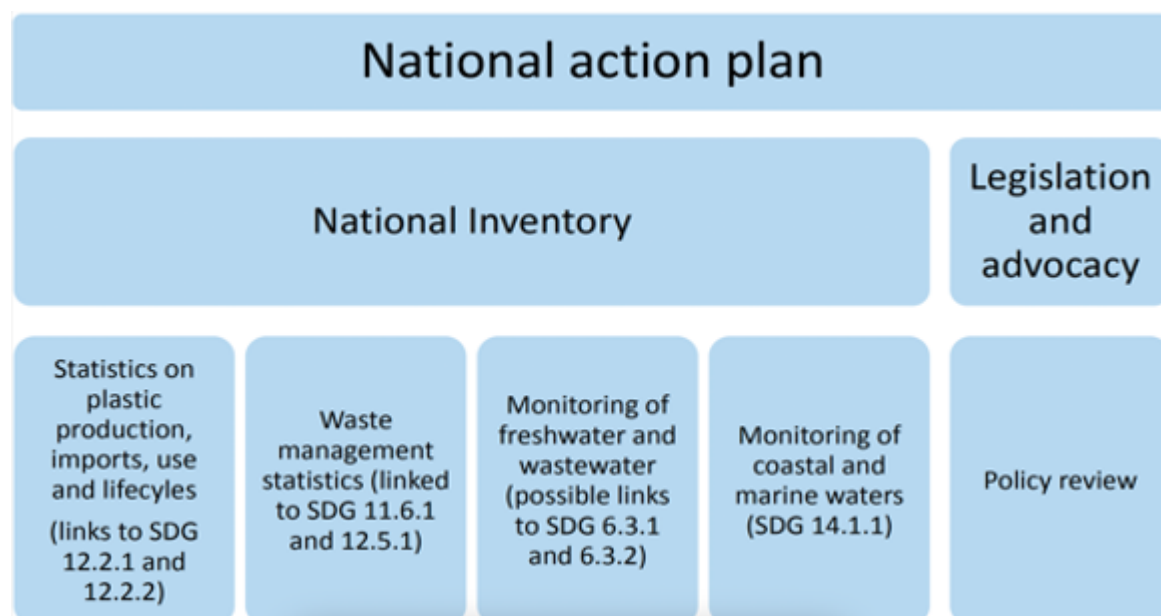 National action plan
National Inventory
Legislation
and
advocacy
Statistics on
plastic
production,
imports, use
and lifecyles
(links to SDG
12.2.1 and
12.2.2)
Waste
management
statistics (linked
to SDG 11.6.1
and 12.5.1)
Monitoring of
freshwater and
wastewater
(possible links
to SDG 6.3.1
and 6.3.2)
Monitoring of
coastal and
marine waters
(SDG 14.1.1)
Policy review